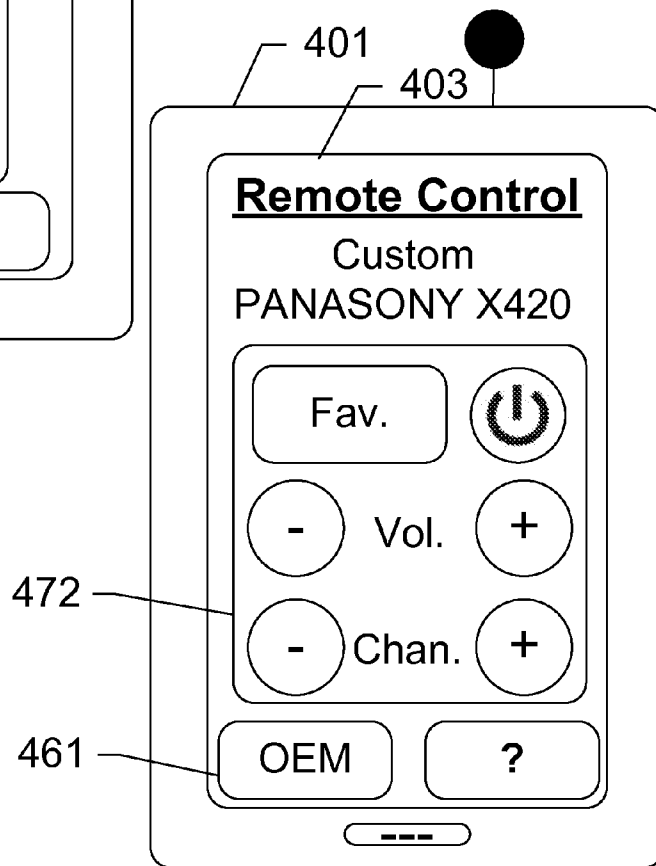 401
403
Remote Control
Custom
PANASONY X420
Fav.
- Vol. +
472
- Chan. +
461
OEM ?
---